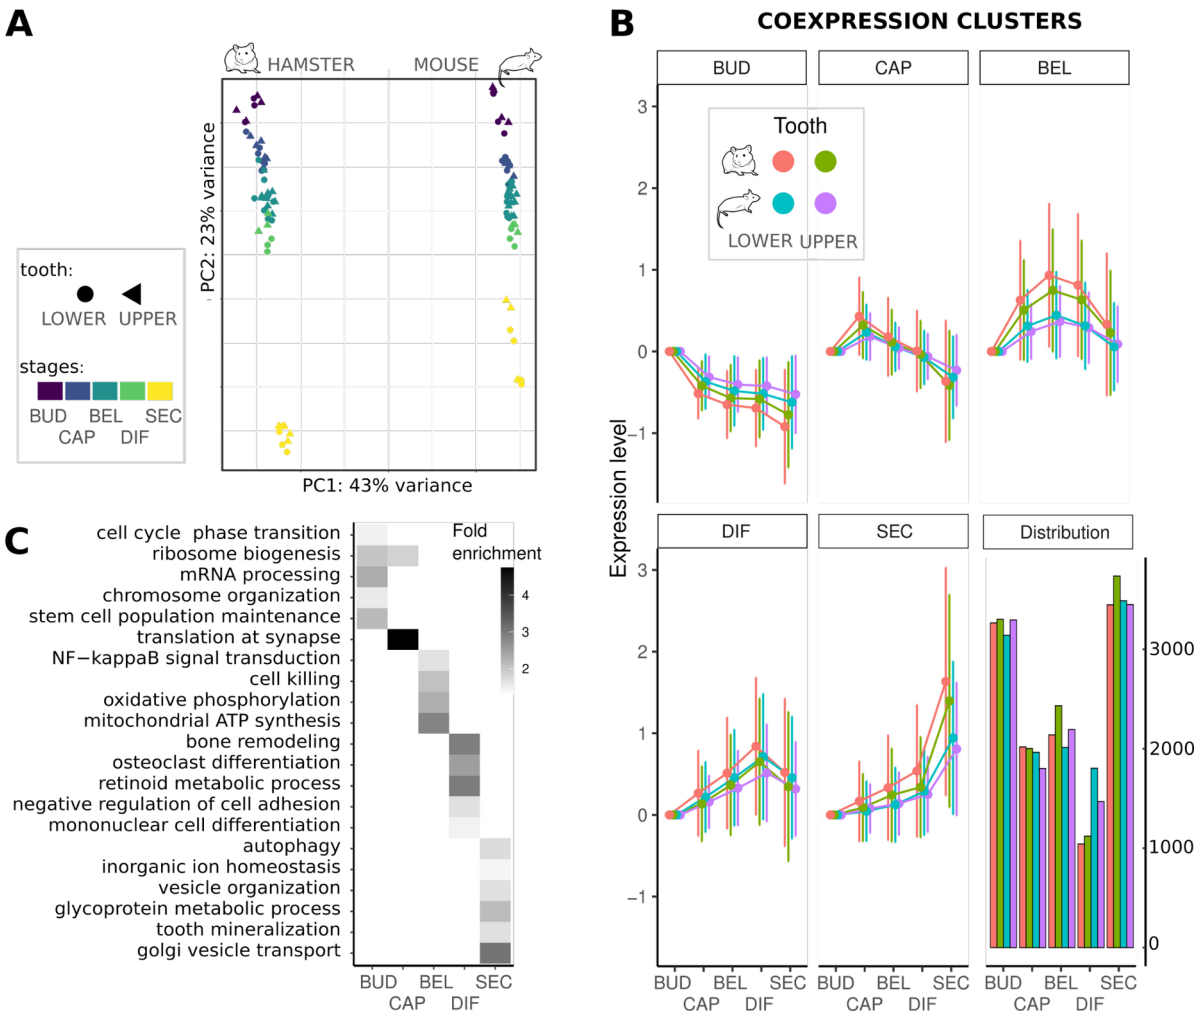 A
HAMSTER
MOUSE
PC2: 23% variance
PC1: 43% variance
tooth:
LOWER UPPER
stages:
BUD BEL SEC
CAP DIF
B
COEXPRESSION CLUSTERS
BUD
CAP
BEL
Tooth
LOWER UPPER
3
2
1
0
−1
Expression level
DIF
SEC
Distribution
3
2
1
0
−1
3000
2000
1000
0
BUD BEL SEC
CAP DIF
BUD BEL SEC
CAP DIF
BUD BEL SEC
CAP DIF
C
cell cycle phase transition
ribosome biogenesis
mRNA processing
chromosome organization
stem cell population maintenance
translation at synapse
NF−kappaB signal transduction
cell killing
oxidative phosphorylation
mitochondrial ATP synthesis
bone remodeling
osteoclast differentiation
retinoid metabolic process
negative regulation of cell adhesion
mononuclear cell differentiation
autophagy
inorganic ion homeostasis
vesicle organization
glycoprotein metabolic process
tooth mineralization
golgi vesicle transport
Fold
enrichment
4
3
2
BUD BEL SEC
CAP DIF